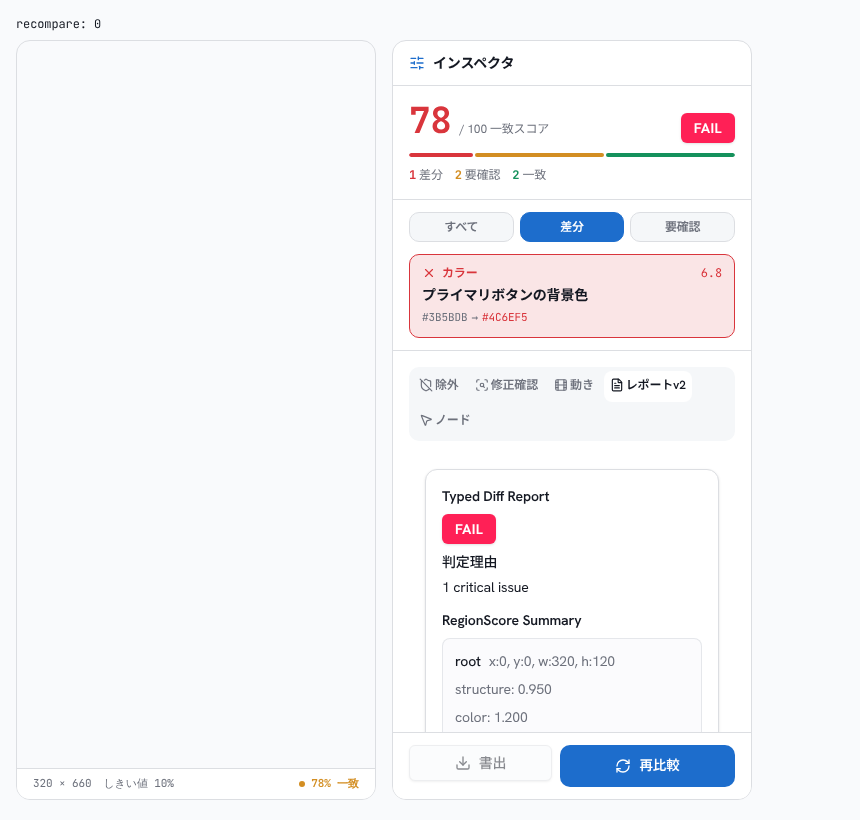 recompare: 0
インスペクタ
78 / 100 一致スコア
FAIL
1 差分 2 要確認 2 一致
すべて 差分 要確認
カラー 6.8
プライマリボタンの背景色
#3B5BDB → #4C6EF5
除外 修正確認 動き レポートv2
ノード
Typed Diff Report
FAIL
判定理由
1 critical issue
RegionScore Summary
root x:0, y:0, w:320, h:120
structure: 0.950
color: 1.200
320 × 660 しきい値 10% 78% 一致
書出 再比較